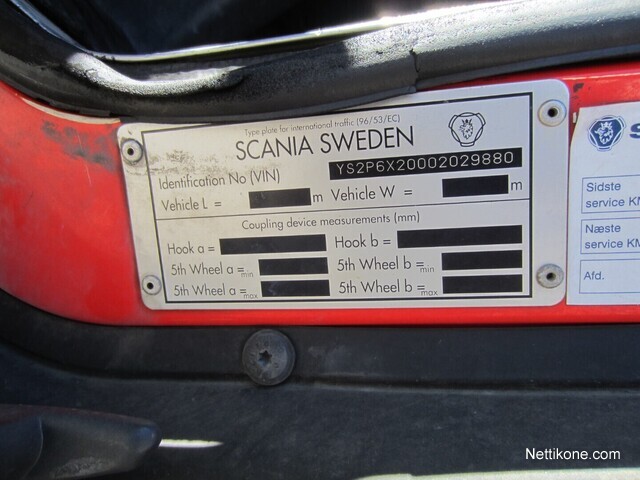 Type plate for international traffic (96/53/EC)
SCANIA SWEDEN
Identification No (VIN) YS2P6X20002029880
Vehicle L = m Vehicle W = m
Coupling device measurements (mm)
Hook a = Hook b =
5th Wheel a = min 5th Wheel b = min
5th Wheel a = max 5th Wheel b = max
S
Sidste
service KM
Næste
service KM
Afd.
Nettikone.com